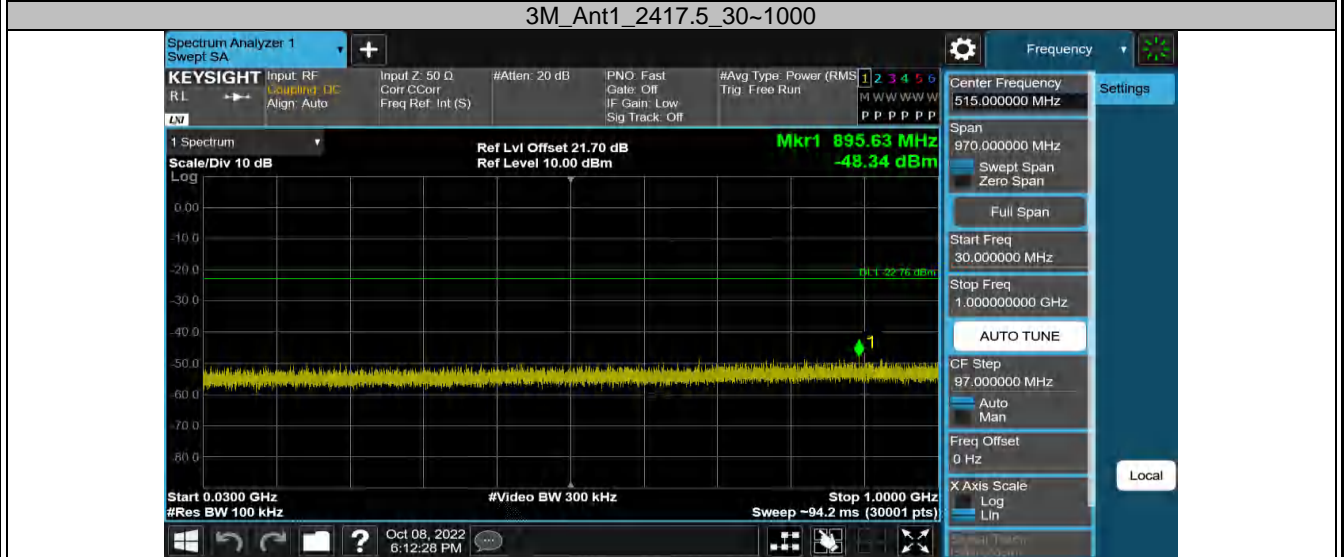 3M_Ant1_2417.5_30~1000
Spectrum Analyzer 1
Swept SA
Frequency
KEYSIGHT
RL
LXI
Input: RF
Coupling: DC
Align: Auto
Input Z: 50 Ω
Corr CCorr
Freq Ref: Int (S)
#Atten: 20 dB
PNO: Fast
Gate: Off
IF Gain: Low
Sig Track: Off
#Avg Type: Power (RMS
Trig: Free Run
1 2 3 4 5 6
M W W W W W
P P P P P P
Center Frequency
515.000000 MHz
Settings
1 Spectrum
Scale/Div 10 dB
Log
Ref Lvl Offset 21.70 dB
Ref Level 10.00 dBm
Mkr1 895.63 MHz
-48.34 dBm
Span
970.000000 MHz
Swept Span
Zero Span
Full Span
Start Freq
30.000000 MHz
Stop Freq
1.000000000 GHz
AUTO TUNE
CF Step
97.000000 MHz
Auto
Man
Freq Offset
0 Hz
X Axis Scale
Log
Lin
Local
0.00
-10.0
-20.0
DL1 -22.76 dBm
-30.0
-40.0
1
-50.0
-60.0
-70.0
-80.0
Start 0.0300 GHz
#Res BW 100 kHz
#Video BW 300 kHz
Stop 1.0000 GHz
Sweep ~94.2 ms (30001 pts)
?
Oct 08, 2022
6:12:28 PM